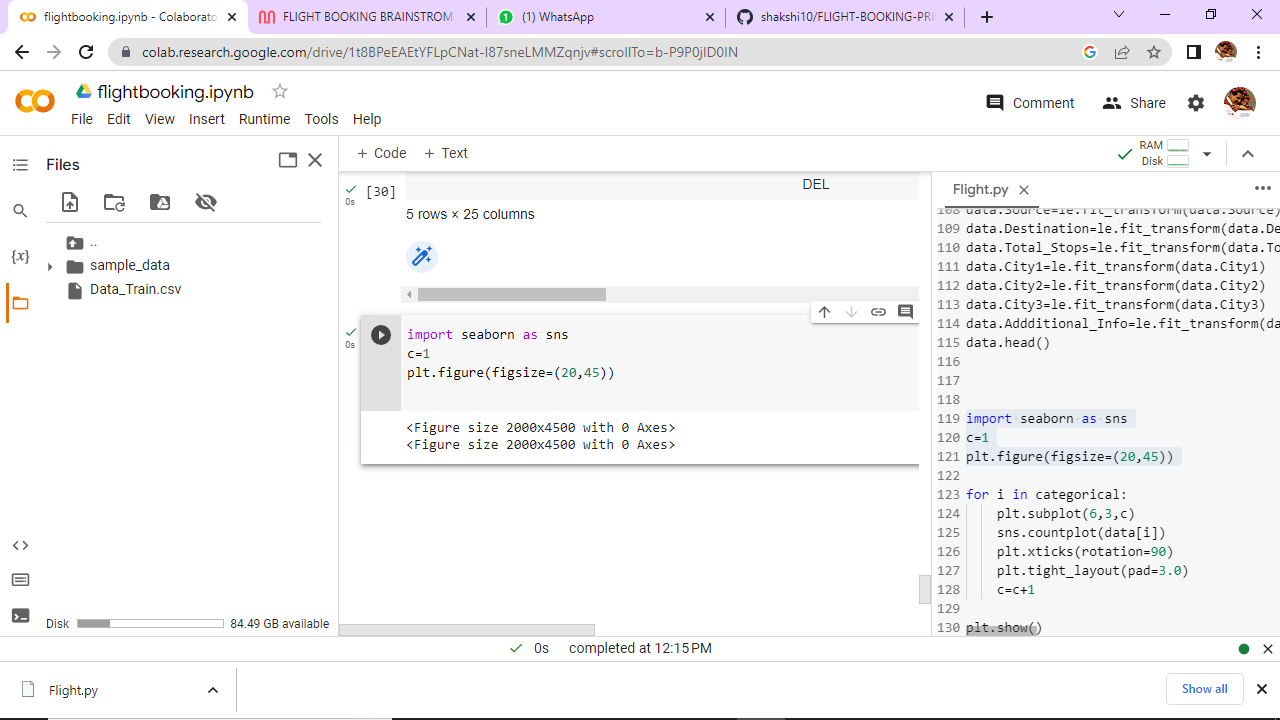 flightbooking.ipynb - Colaborato
FLIGHT BOOKING BRAINSTROM
(1) WhatsApp
shakshi10/FLIGHT-BOOKING-PRI
colab.research.google.com/drive/1t8BPeEAEtYFLpCNat-I87sneLMMZqnjv#scrollTo=b-P9P0jlD0IN
flightbooking.ipynb
File Edit View Insert Runtime Tools Help
Comment
Share
Files
+ Code + Text
RAM
Disk
..
sample_data
Data_Train.csv
Disk
84.49 GB available
[30]
0s
DEL
5 rows × 25 columns
0s
import seaborn as sns
c=1
plt.figure(figsize=(20,45))
<Figure size 2000x4500 with 0 Axes>
<Figure size 2000x4500 with 0 Axes>
Flight.py
108 data.Source=le.fit_transform(data.Source)
109 data.Destination=le.fit_transform(data.De
110 data.Total_Stops=le.fit_transform(data.To
111 data.City1=le.fit_transform(data.City1)
112 data.City2=le.fit_transform(data.City2)
113 data.City3=le.fit_transform(data.City3)
114 data.Addditional_Info=le.fit_transform(da
115 data.head()
116
117
118
119 import seaborn as sns
120 c=1
121 plt.figure(figsize=(20,45))
122
123 for i in categorical:
124 plt.subplot(6,3,c)
125 sns.countplot(data[i])
126 plt.xticks(rotation=90)
127 plt.tight_layout(pad=3.0)
128 c=c+1
129
130 plt.show()
0s completed at 12:15 PM
Flight.py
Show all